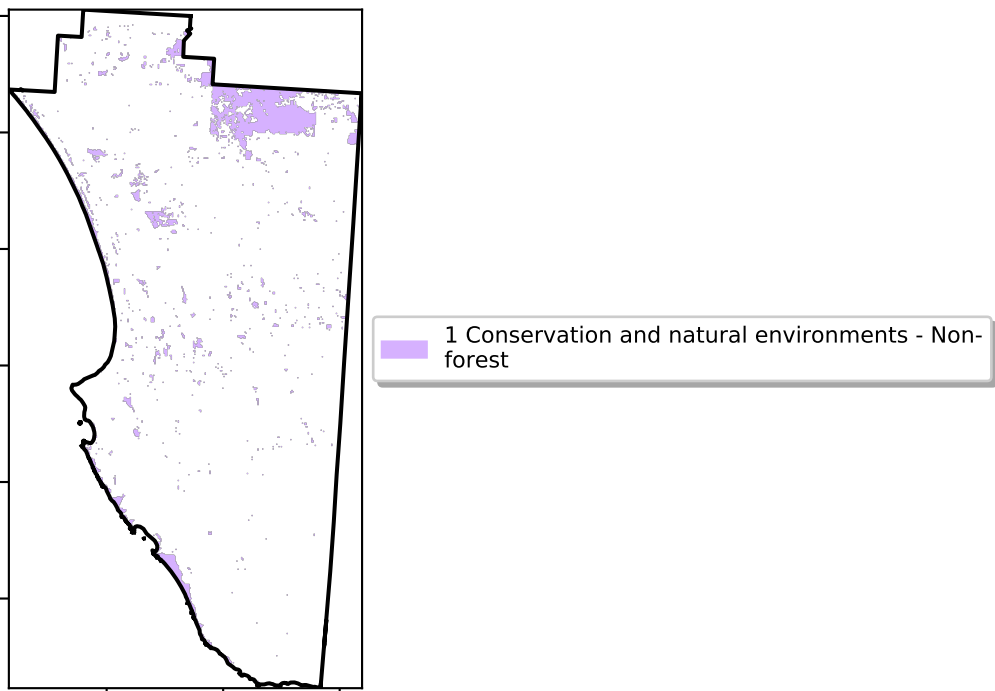 1 Conservation and natural environments - Non-
forest